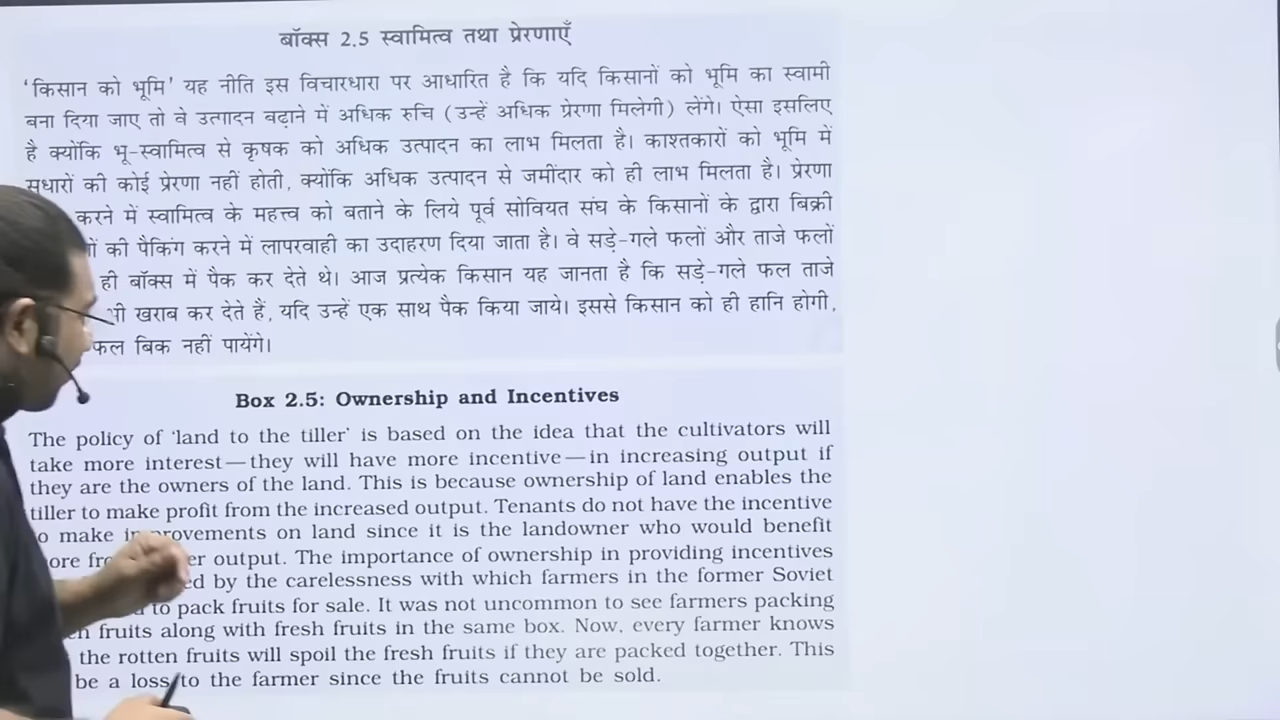 बॉक्स 2.5 स्वामित्व तथा प्रेरणाएँ
'किसान को भूमि' यह नीति इस विचारधारा पर आधारित है कि यदि किसानों को भूमि का स्वामी
बना दिया जाए तो वे उत्पादन बढ़ाने में अधिक रुचि (उन्हें अधिक प्रेरणा मिलेगी) लेंगे। ऐसा इसलिए
है क्योंकि भू-स्वामित्व से कृषक को अधिक उत्पादन का लाभ मिलता है। काश्तकारों को भूमि में
सुधारों की कोई प्रेरणा नहीं होती, क्योंकि अधिक उत्पादन से जमींदार को ही लाभ मिलता है। प्रेरणा
करने में स्वामित्व के महत्त्व को बताने के लिये पूर्व सोवियत संघ के किसानों के द्वारा बिक्री
की पैकिंग करने में लापरवाही का उदाहरण दिया जाता है। वे सड़े-गले फलों और ताजे फलों
ही बॉक्स में पैक कर देते थे। आज प्रत्येक किसान यह जानता है कि सड़े-गले फल ताजे
खराब कर देते हैं, यदि उन्हें एक साथ पैक किया जाये। इससे किसान को ही हानि होगी,
फल बिक नहीं पायेंगे।
Box 2.5: Ownership and Incentives
The policy of 'land to the tiller' is based on the idea that the cultivators will
take more interest—they will have more incentive—in increasing output if
they are the owners of the land. This is because ownership of land enables the
tiller to make profit from the increased output. Tenants do not have the incentive
make improvements on land since it is the landowner who would benefit
output. The importance of ownership in providing incentives
by the carelessness with which farmers in the former Soviet
to pack fruits for sale. It was not uncommon to see farmers packing
fruits along with fresh fruits in the same box. Now, every farmer knows
the rotten fruits will spoil the fresh fruits if they are packed together. This
be a loss to the farmer since the fruits cannot be sold.